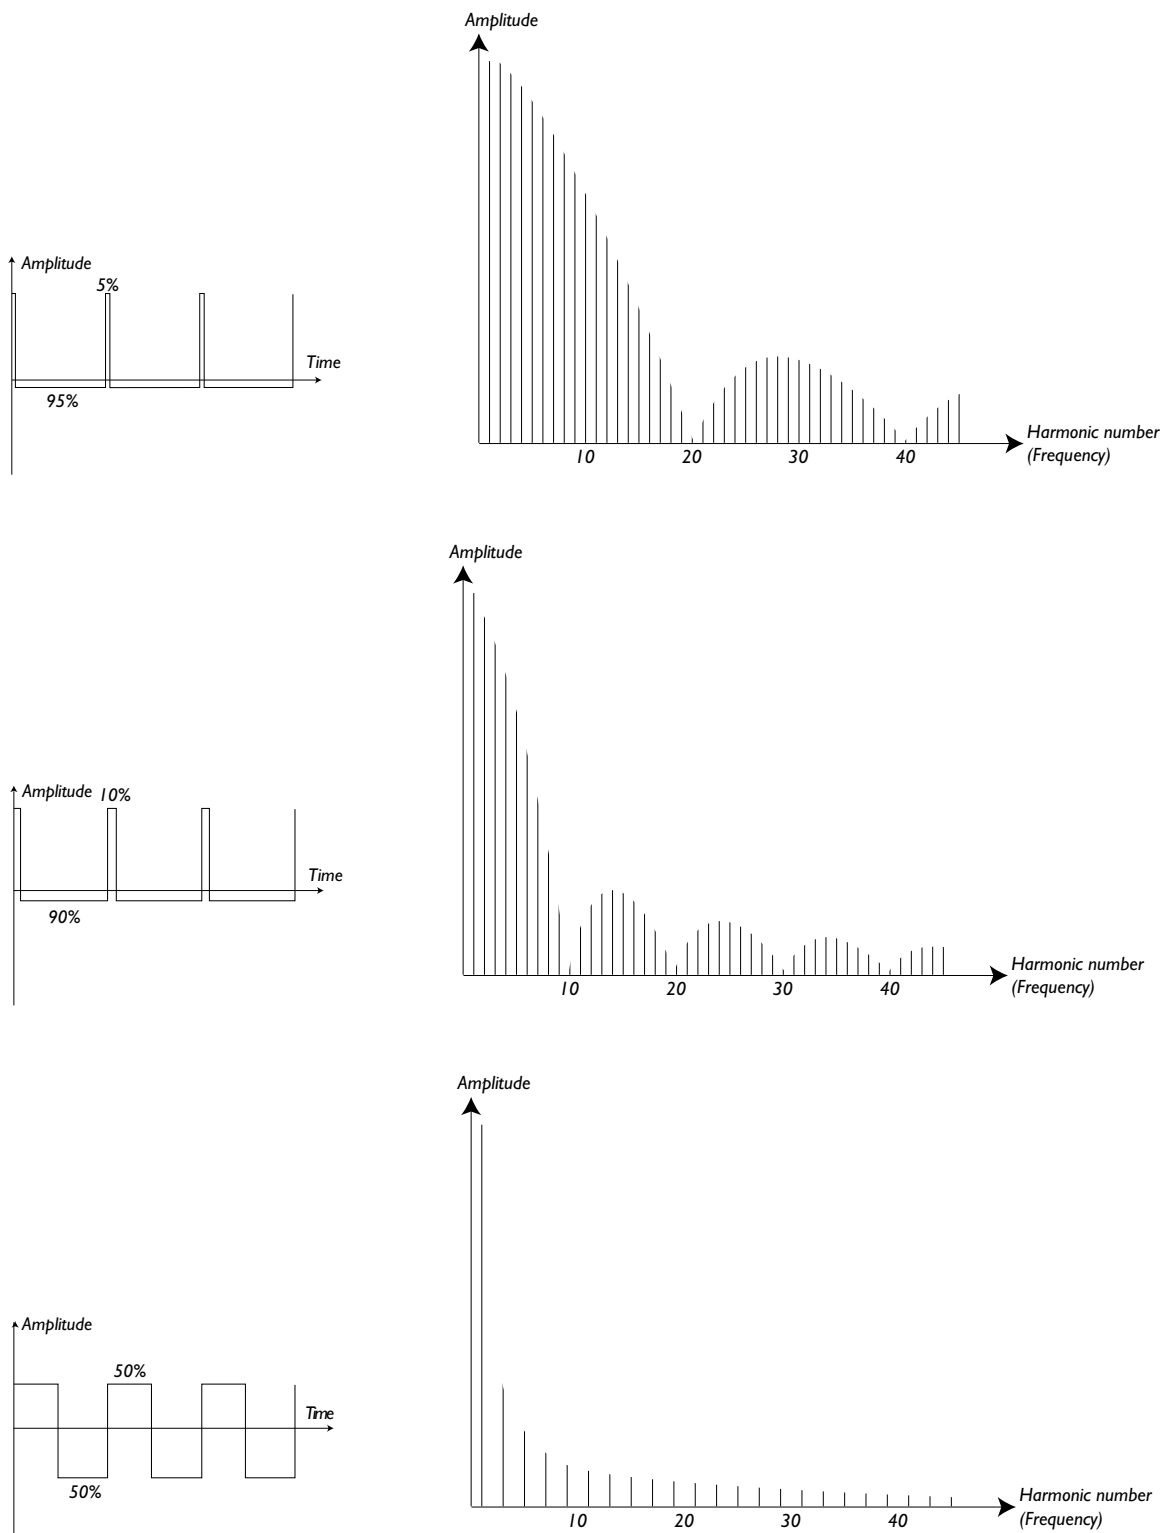 Amplitude
Amplitude
5%
Time
95%
Harmonic number
10 20 30 40 (Frequency)
Amplitude
Amplitude 10%
Time
90%
Harmonic number
10 20 30 40 (Frequency)
Amplitude
Amplitude
50%
Time
50%
Harmonic number
10 20 30 40 (Frequency)